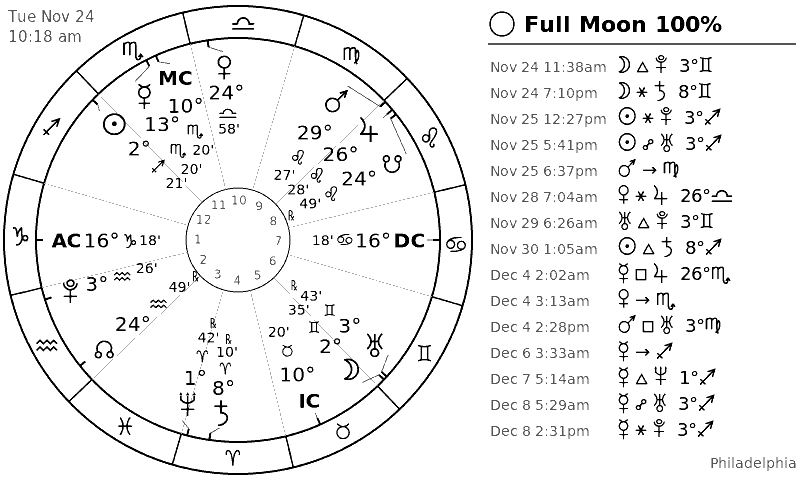 Tue Nov 24
10:18 am
Full Moon 100%
Nov 24 11:38am ☽ △ ♇ 3°♊
Nov 24 7:10pm ☽ ⚹ ♄ 8°♊
Nov 25 12:27pm ☉ ⚹ ♇ 3°♐
Nov 25 5:41pm ☉ ☍ ♅ 3°♐
Nov 25 6:37pm ♂ → ♍
Nov 28 7:04am ♀ ⚹ ♃ 26°♎
Nov 29 6:26am ♅ △ ♇ 3°♊
Nov 30 1:05am ☉ △ ♄ 8°♐
Dec 4 2:02am ☿ □ ♃ 26°♏
Dec 4 3:13am ♀ → ♏
Dec 4 2:28pm ♂ □ ♅ 3°♍
Dec 6 3:33am ☿ → ♐
Dec 7 5:14am ☿ △ ♆ 1°♐
Dec 8 5:29am ☿ ☍ ♅ 3°♐
Dec 8 2:31pm ☿ ⚹ ♇ 3°♐
Philadelphia
MC 10° ♏ 20'
♀ 24° ♎ 58'
☿ 13° ♏ 20'
☉ 2° ♐ 21'
♂ 29° ♌ 27'
♃ 26° ♌ 28'
☋ 24° ♌ 49' ℞
AC 16° ♑ 18'
18' ♋ 16° DC
♇ 3° ♒ 26'
☊ 24° ♒ 49' ℞
♆ 1° ♈ 42' ℞
♄ 8° ♈ 10' ℞
IC 10° ♉ 20'
☽ 2° ♊ 35'
♅ 3° ♊ 43' ℞
1
2
3
4
5
6
7
8
9
10
11
12
♎
♍
♌
♋
♊
♉
♈
♓
♒
♑
♐
♏